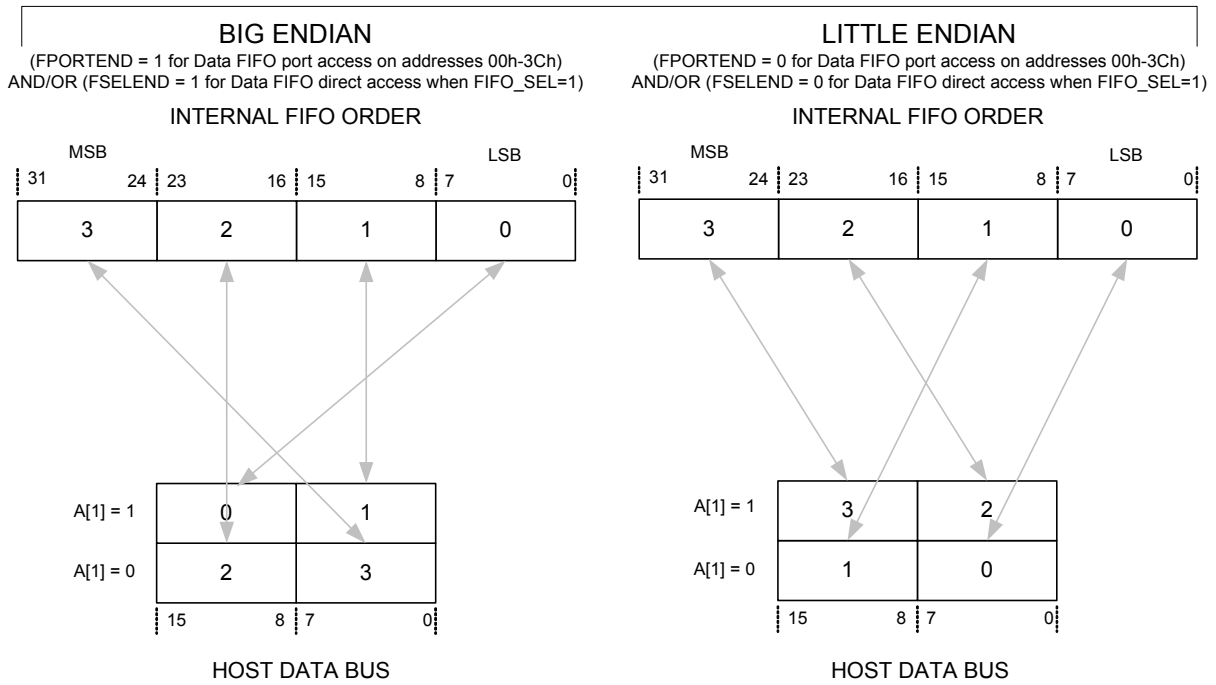 BIG ENDIAN
(FPORTEND = 1 for Data FIFO port access on addresses 00h-3Ch)
AND/OR (FSELEND = 1 for Data FIFO direct access when FIFO_SEL=1)
INTERNAL FIFO ORDER
MSB LSB
31 24 23 16 15 8 7 0
3 2 1 0
A[1] = 1 0 1
A[1] = 0 2 3
15 8 7 0
HOST DATA BUS
LITTLE ENDIAN
(FPORTEND = 0 for Data FIFO port access on addresses 00h-3Ch)
AND/OR (FSELEND = 0 for Data FIFO direct access when FIFO_SEL=1)
INTERNAL FIFO ORDER
MSB LSB
31 24 23 16 15 8 7 0
3 2 1 0
A[1] = 1 3 2
A[1] = 0 1 0
15 8 7 0
HOST DATA BUS